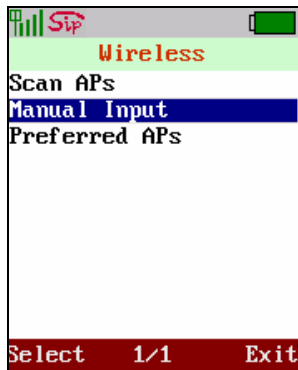 Sip
Wireless
Scan APs
Manual Input
Preferred APs
Select 1/1 Exit